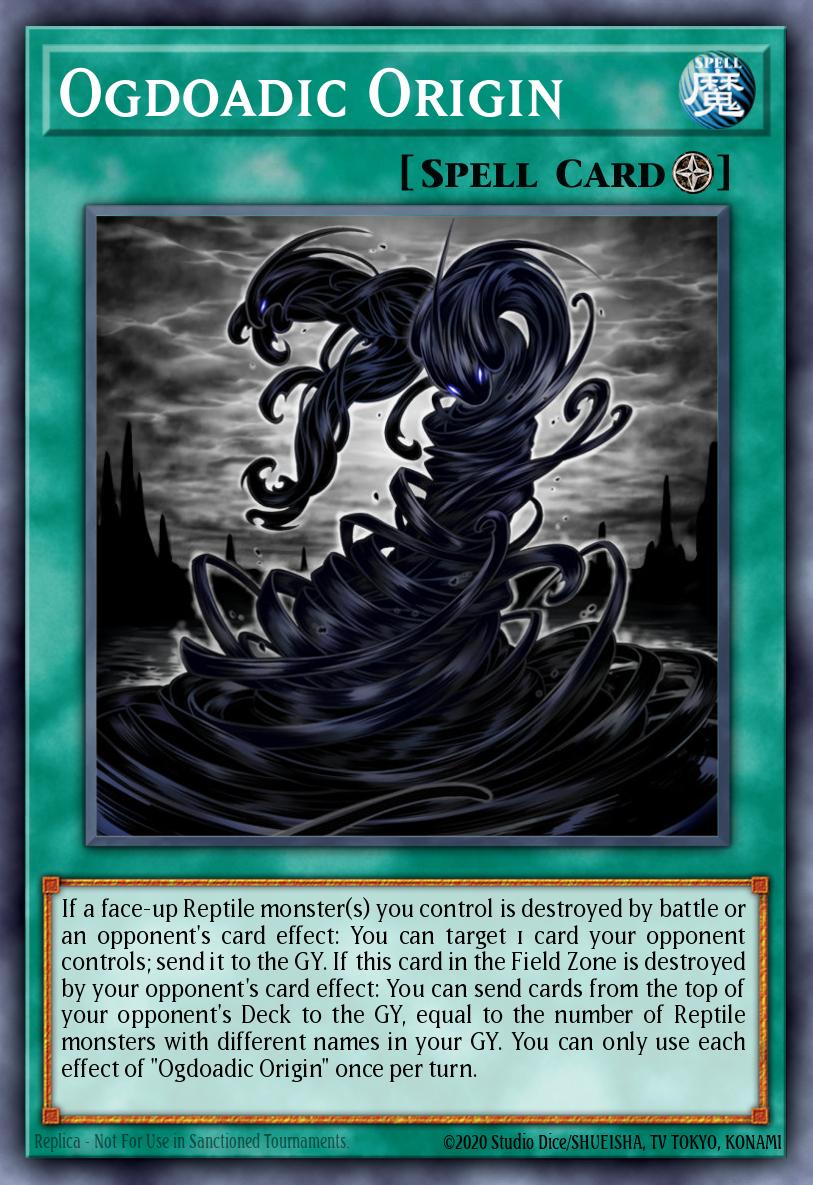 Ogdoadic Origin
SPELL
魔
[Spell Card]
If a face-up Reptile monster(s) you control is destroyed by battle or
an opponent's card effect: You can target 1 card your opponent
controls; send it to the GY. If this card in the Field Zone is destroyed
by your opponent's card effect: You can send cards from the top of
your opponent's Deck to the GY, equal to the number of Reptile
monsters with different names in your GY. You can only use each
effect of "Ogdoadic Origin" once per turn.
Replica - Not For Use in Sanctioned Tournaments.
©2020 Studio Dice/SHUEISHA, TV TOKYO, KONAMI